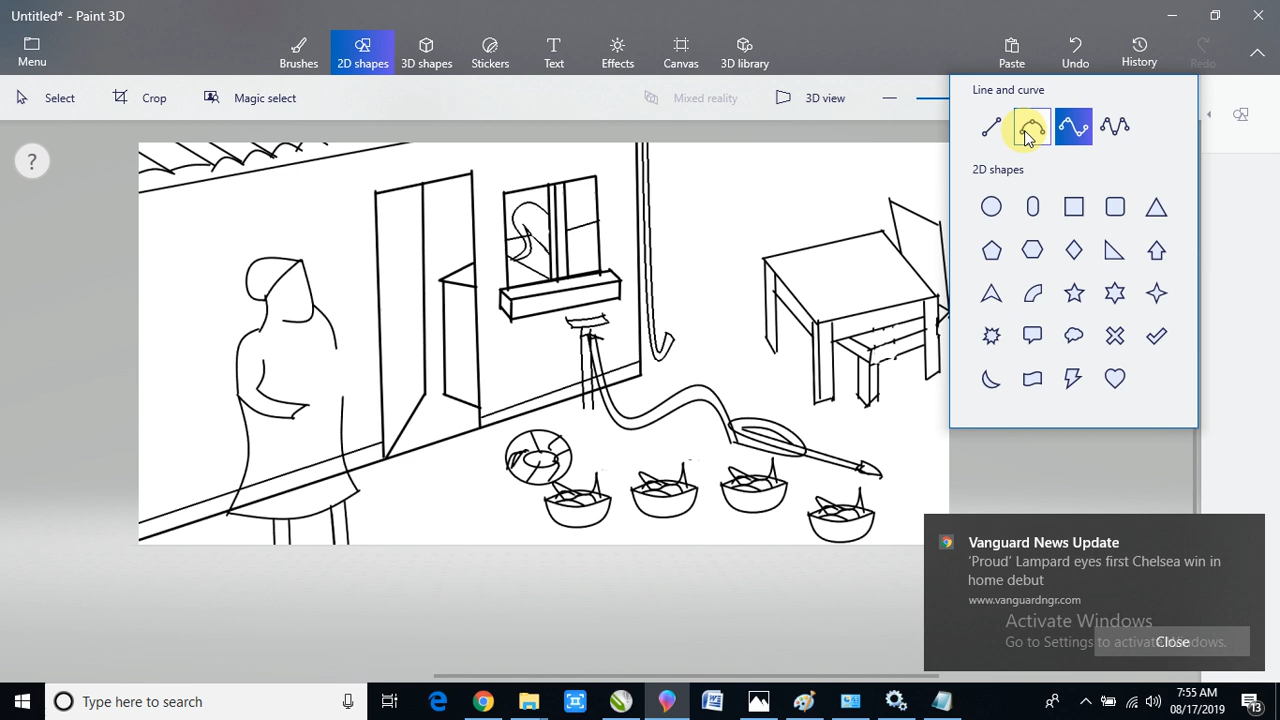 Untitled* - Paint 3D
Menu
Brushes
2D shapes
3D shapes
Stickers
Text
Effects
Canvas
3D library
Paste
Undo
History
Redo
Select
Crop
Magic select
Mixed reality
3D view
Line and curve
2D shapes
?
Vanguard News Update
'Proud' Lampard eyes first Chelsea win in
home debut
www.vanguardngr.com
Activate Windows
Go to Settings to activate Windows.
Close
Type here to search
7:55 AM
08/17/2019
13